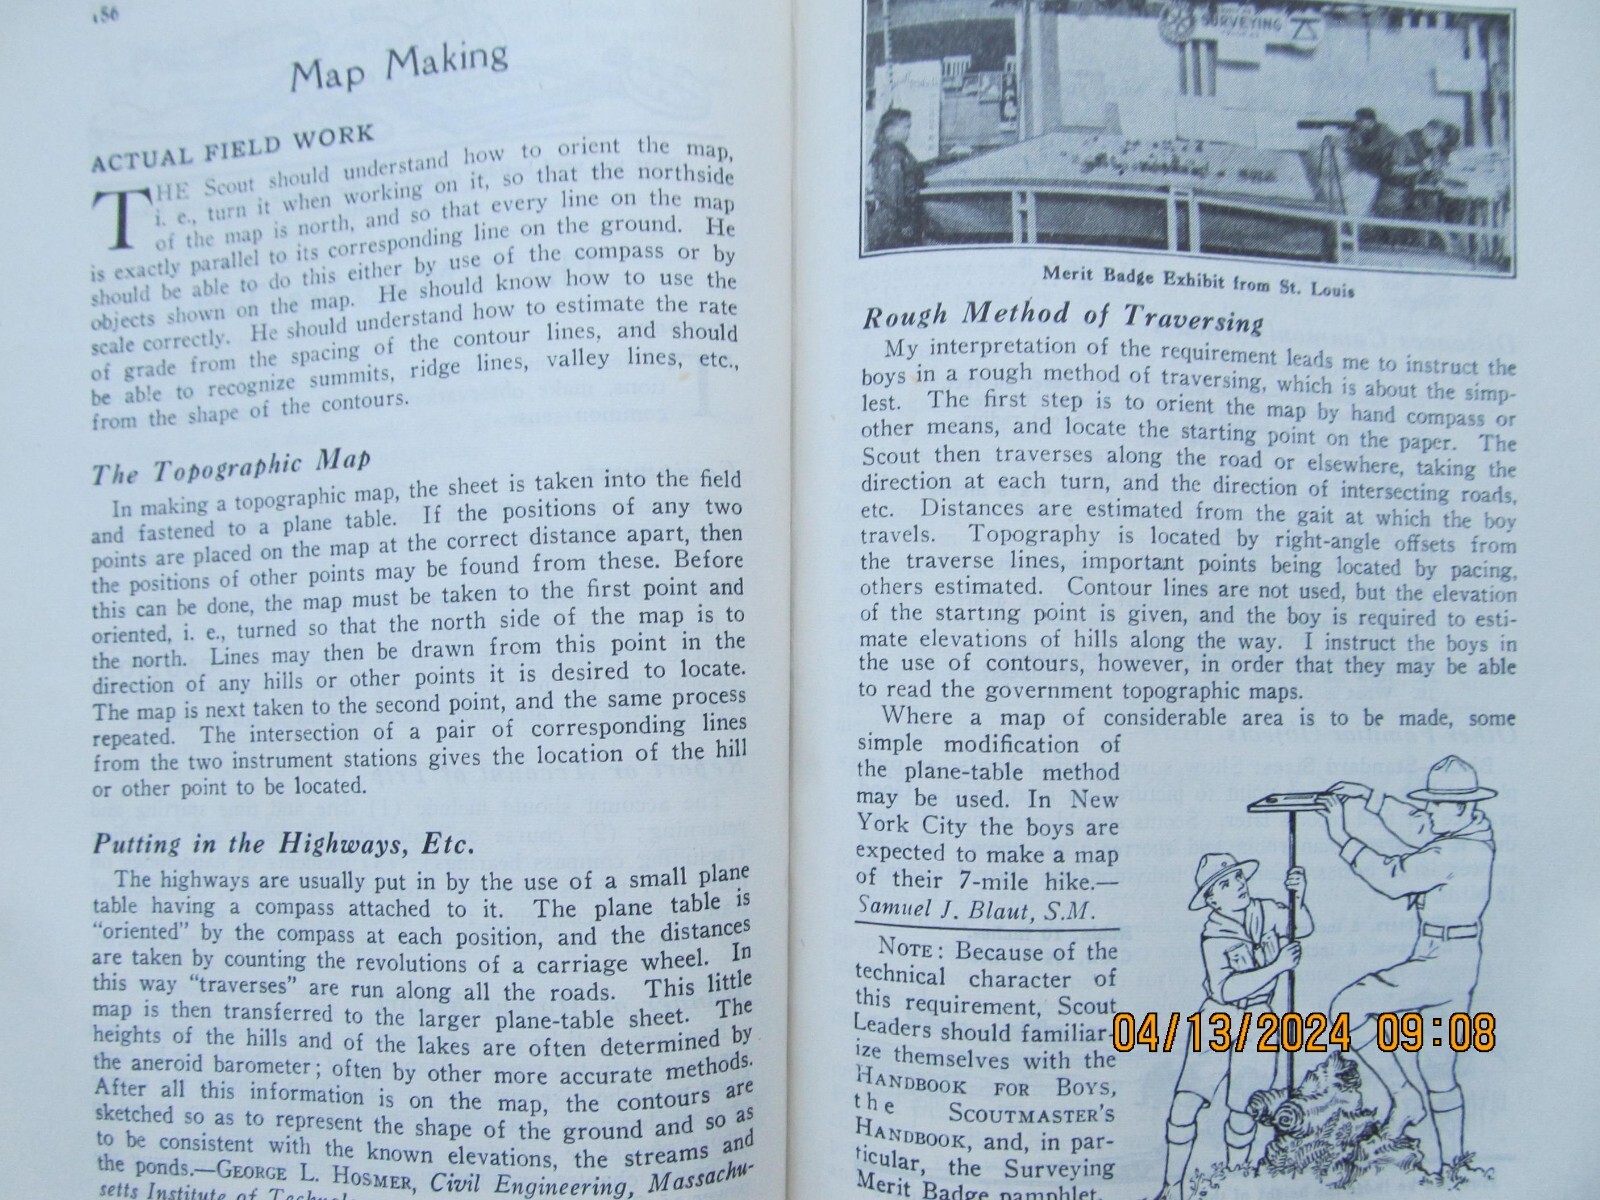 156
Map Making
ACTUAL FIELD WORK
THE Scout should understand how to orient the map,
i. e., turn it when working on it, so that the northside
of the map is north, and so that every line on the map
is exactly parallel to its corresponding line on the ground. He
should be able to do this either by use of the compass or by
objects shown on the map. He should know how to use the
scale correctly. He should understand how to estimate the rate
of grade from the spacing of the contour lines, and should
be able to recognize summits, ridge lines, valley lines, etc.,
from the shape of the contours.
The Topographic Map
In making a topographic map, the sheet is taken into the field
and fastened to a plane table. If the positions of any two
points are placed on the map at the correct distance apart, then
the positions of other points may be found from these. Before
this can be done, the map must be taken to the first point and
oriented, i. e., turned so that the north side of the map is to
the north. Lines may then be drawn from this point in the
direction of any hills or other points it is desired to locate.
The map is next taken to the second point, and the same process
repeated. The intersection of a pair of corresponding lines
from the two instrument stations gives the location of the hill
or other point to be located.
Putting in the Highways, Etc.
The highways are usually put in by the use of a small plane
table having a compass attached to it. The plane table is
"oriented" by the compass at each position, and the distances
are taken by counting the revolutions of a carriage wheel. In
this way "traverses" are run along all the roads. This little
map is then transferred to the larger plane-table sheet. The
heights of the hills and of the lakes are often determined by
the aneroid barometer; often by other more accurate methods.
After all this information is on the map, the contours are
sketched so as to represent the shape of the ground and so as
to be consistent with the known elevations, the streams and
the ponds.—GEORGE L. HOSMER, Civil Engineering, Massachu-
setts Institute of
SURVEYING
Merit Badge Exhibit from St. Louis
Rough Method of Traversing
My interpretation of the requirement leads me to instruct the
boys in a rough method of traversing, which is about the simp-
lest. The first step is to orient the map by hand compass or
other means, and locate the starting point on the paper. The
Scout then traverses along the road or elsewhere, taking the
direction at each turn, and the direction of intersecting roads,
etc. Distances are estimated from the gait at which the boy
travels. Topography is located by right-angle offsets from
the traverse lines, important points being located by pacing,
others estimated. Contour lines are not used, but the elevation
of the starting point is given, and the boy is required to esti-
mate elevations of hills along the way. I instruct the boys in
the use of contours, however, in order that they may be able
to read the government topographic maps.
Where a map of considerable area is to be made, some
simple modification of
the plane-table method
may be used. In New
York City the boys are
expected to make a map
of their 7-mile hike.—
Samuel J. Blaut, S.M.
NOTE: Because of the
technical character of
this requirement, Scout
Leaders should familiar-
ize themselves with the
HANDBOOK FOR BOYS,
the SCOUTMASTER'S
HANDBOOK, and, in par-
ticular, the Surveying
Merit Badge pamphlet.
04/13/2024 09:08